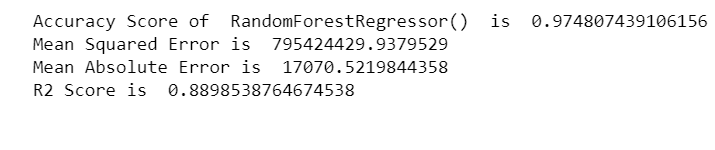 Accuracy Score of  RandomForestRegressor()  is  0.974807439106156
Mean Squared Error is  795424429.9379529
Mean Absolute Error is  17070.5219844358
R2 Score is  0.8898538764674538